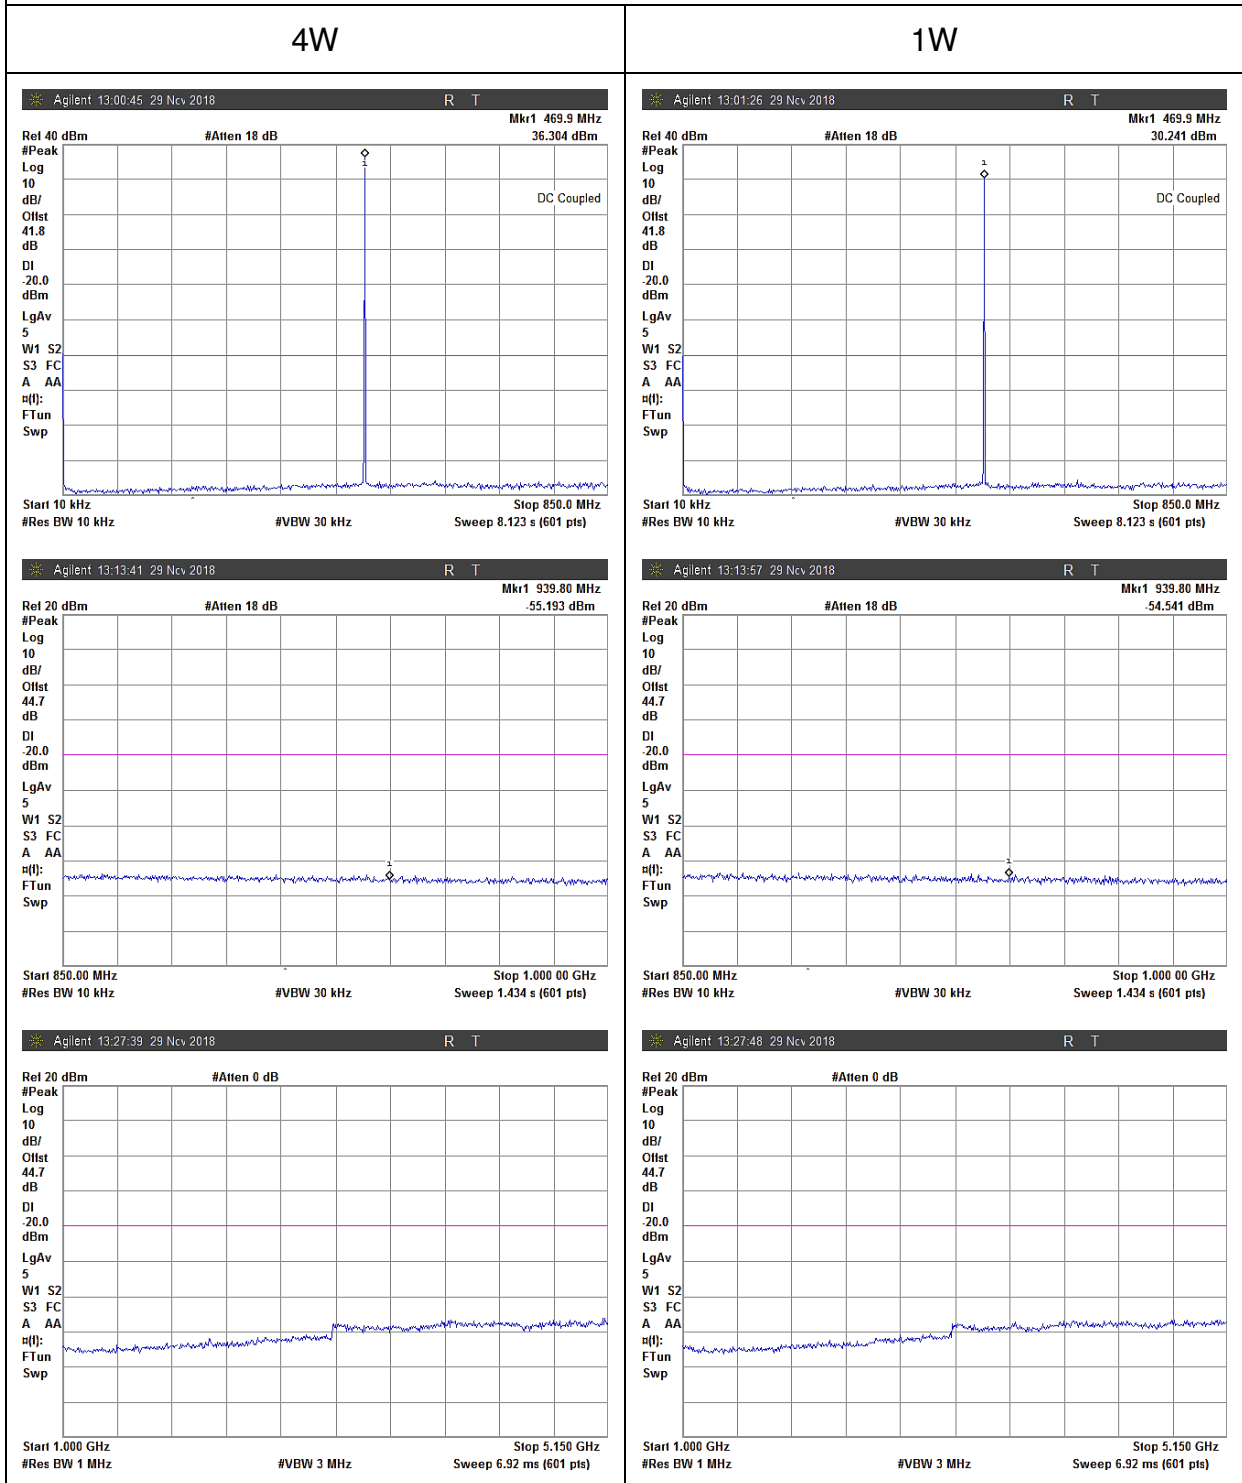 4W
1W
Agilent 13:00:45 29 Nov 2018 R T
Mkr1 469.9 MHz
Ref 40 dBm #Atten 18 dB 36.304 dBm
#Peak
Log
10
dB/
Offst
41.8
dB
DI
-20.0
dBm
LgAv
5
W1 S2
S3 FC
A AA
¤(f):
FTun
Swp
1
DC Coupled
Start 10 kHz Stop 850.0 MHz
#Res BW 10 kHz #VBW 30 kHz Sweep 8.123 s (601 pts)
Agilent 13:01:26 29 Nov 2018 R T
Mkr1 469.9 MHz
Ref 40 dBm #Atten 18 dB 30.241 dBm
#Peak
Log
10
dB/
Offst
41.8
dB
DI
-20.0
dBm
LgAv
5
W1 S2
S3 FC
A AA
¤(f):
FTun
Swp
1
DC Coupled
Start 10 kHz Stop 850.0 MHz
#Res BW 10 kHz #VBW 30 kHz Sweep 8.123 s (601 pts)
Agilent 13:13:41 29 Nov 2018 R T
Mkr1 939.80 MHz
Ref 20 dBm #Atten 18 dB -55.193 dBm
#Peak
Log
10
dB/
Offst
44.7
dB
DI
-20.0
dBm
LgAv
5
W1 S2
S3 FC
A AA
¤(f):
FTun
Swp
1
Start 850.00 MHz Stop 1.000 00 GHz
#Res BW 10 kHz #VBW 30 kHz Sweep 1.434 s (601 pts)
Agilent 13:13:57 29 Nov 2018 R T
Mkr1 939.80 MHz
Ref 20 dBm #Atten 18 dB -54.541 dBm
#Peak
Log
10
dB/
Offst
44.7
dB
DI
-20.0
dBm
LgAv
5
W1 S2
S3 FC
A AA
¤(f):
FTun
Swp
1
Start 850.00 MHz Stop 1.000 00 GHz
#Res BW 10 kHz #VBW 30 kHz Sweep 1.434 s (601 pts)
Agilent 13:27:39 29 Nov 2018 R T
Ref 20 dBm #Atten 0 dB
#Peak
Log
10
dB/
Offst
44.7
dB
DI
-20.0
dBm
LgAv
5
W1 S2
S3 FC
A AA
¤(f):
FTun
Swp
Start 1.000 GHz Stop 5.150 GHz
#Res BW 1 MHz #VBW 3 MHz Sweep 6.92 ms (601 pts)
Agilent 13:27:48 29 Nov 2018 R T
Ref 20 dBm #Atten 0 dB
#Peak
Log
10
dB/
Offst
44.7
dB
DI
-20.0
dBm
LgAv
5
W1 S2
S3 FC
A AA
¤(f):
FTun
Swp
Start 1.000 GHz Stop 5.150 GHz
#Res BW 1 MHz #VBW 3 MHz Sweep 6.92 ms (601 pts)